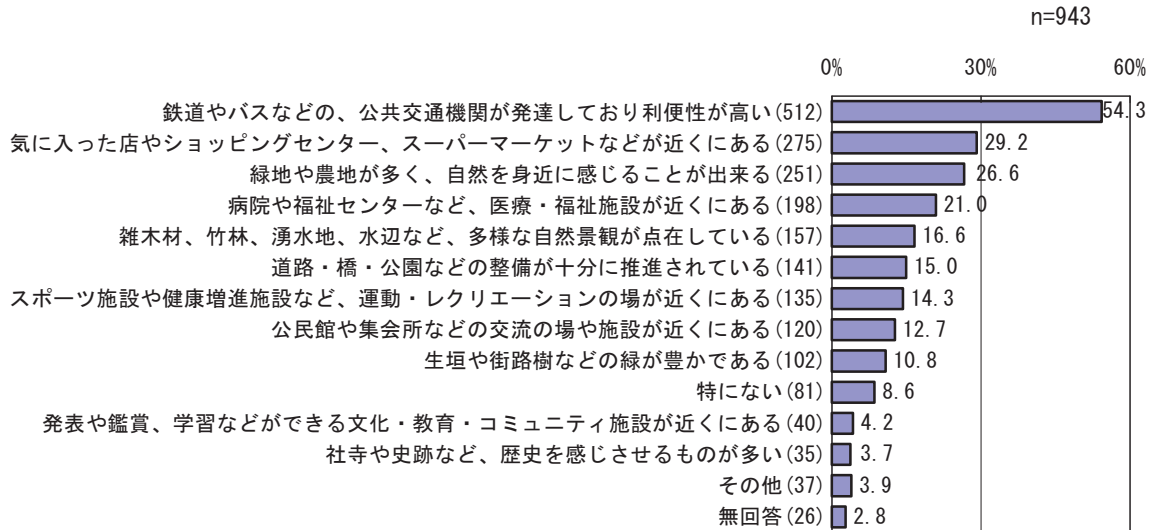 n=943
0% 30% 60%
鉄道やバスなどの、公共交通機関が発達しており利便性が高い(512) 54.3
気に入った店やショッピングセンター、スーパーマーケットなどが近くにある(275) 29.2
緑地や農地が多く、自然を身近に感じることが出来る(251) 26.6
病院や福祉センターなど、医療・福祉施設が近くにある(198) 21.0
雑木材、竹林、湧水地、水辺など、多様な自然景観が点在している(157) 16.6
道路・橋・公園などの整備が十分に推進されている(141) 15.0
スポーツ施設や健康増進施設など、運動・レクリエーションの場が近くにある(135) 14.3
公民館や集会所などの交流の場や施設が近くにある(120) 12.7
生垣や街路樹などの緑が豊かである(102) 10.8
特にない(81) 8.6
発表や鑑賞、学習などができる文化・教育・コミュニティ施設が近くにある(40) 4.2
社寺や史跡など、歴史を感じさせるものが多い(35) 3.7
その他(37) 3.9
無回答(26) 2.8